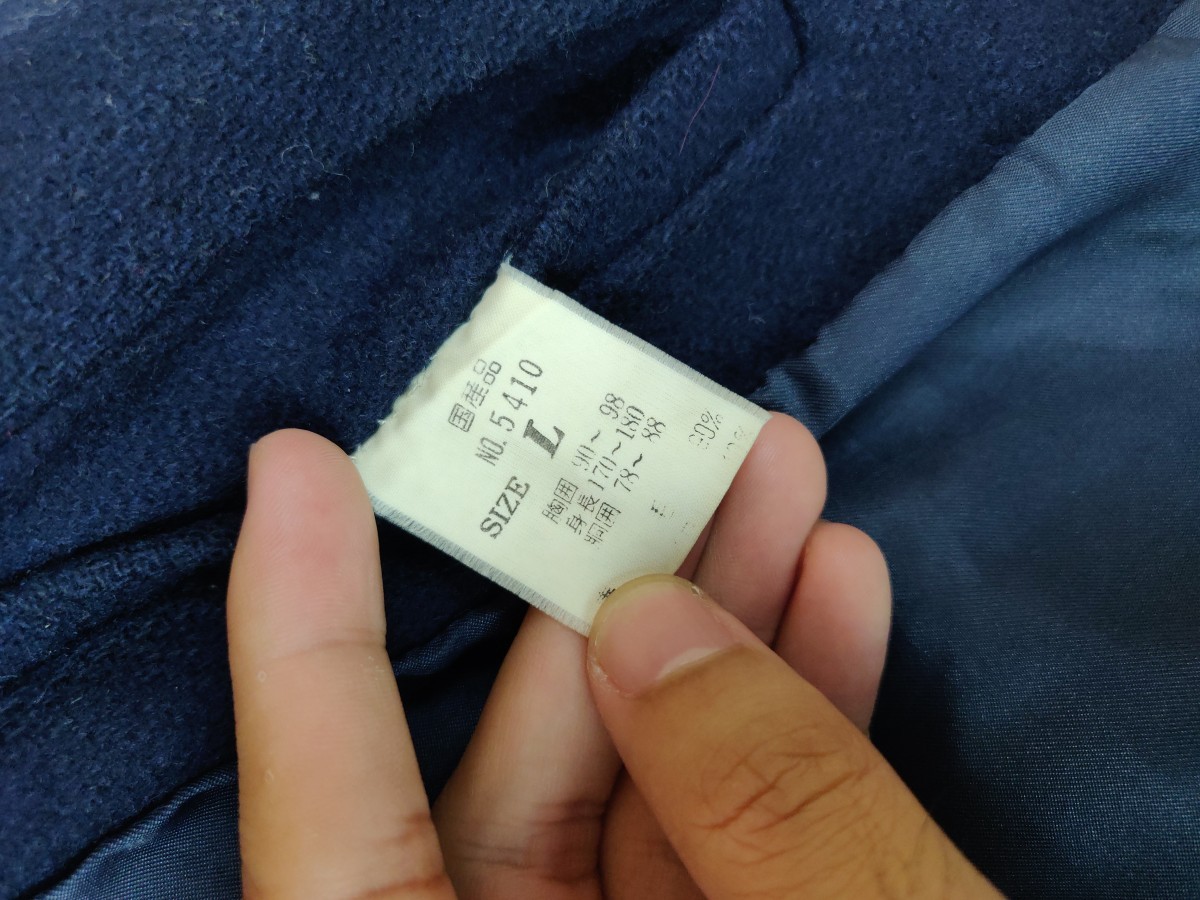 国産品
NO. 5410
SIZE L
胸囲 90～ 98
身長 170～180
胴囲 78～ 88